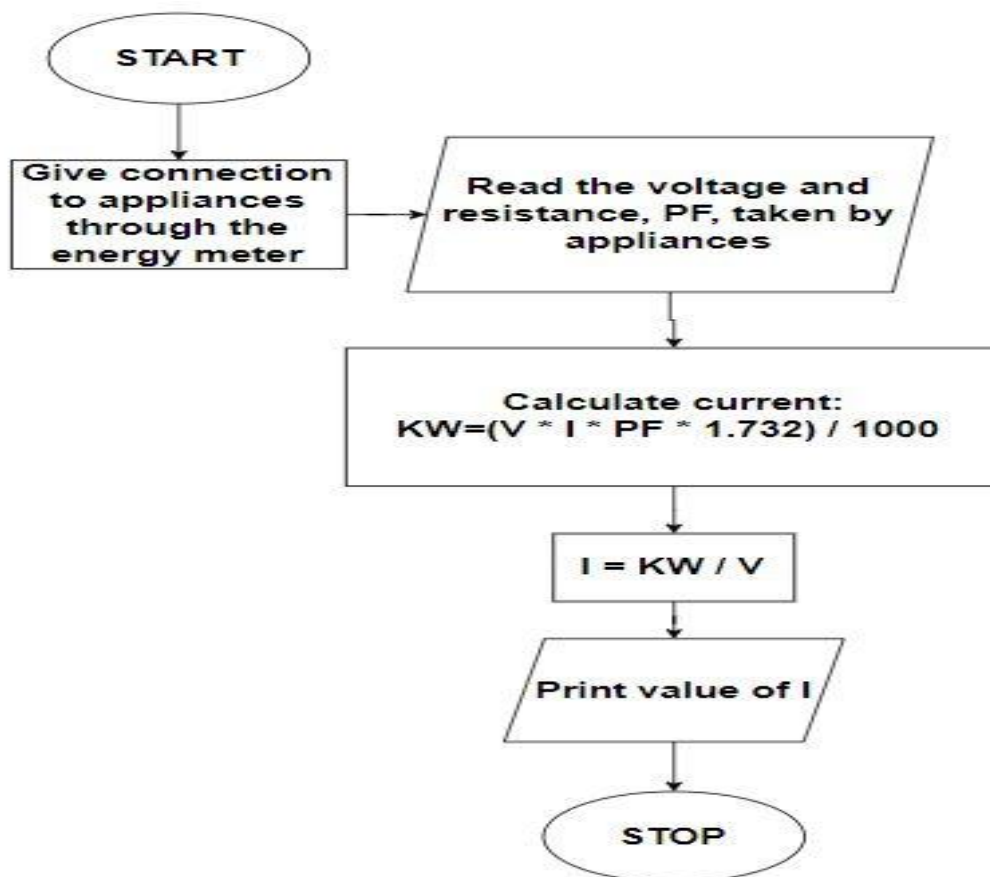 START
Give connection
to appliances
through the
energy meter
Read the voltage and
resistance, PF, taken by
appliances
Calculate current:
KW=(V * I * PF * 1.732) / 1000
I = KW / V
Print value of I
STOP